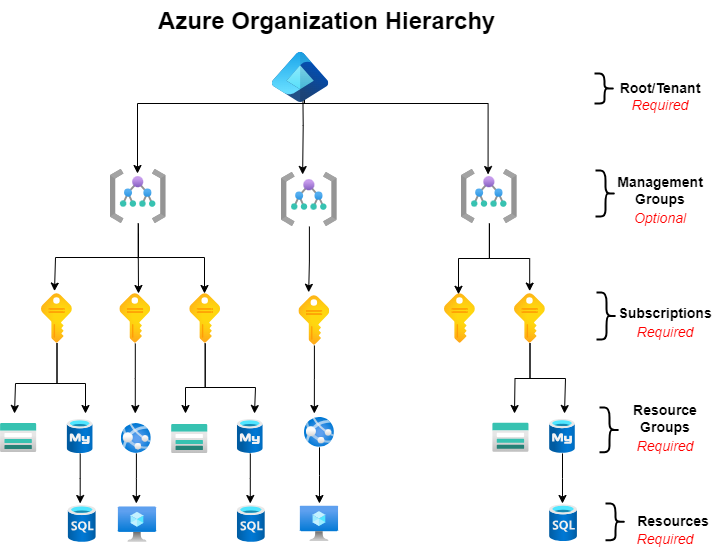 Azure Organization Hierarchy
Root/Tenant
Required
Management
Groups
Optional
Subscriptions
Required
Resource
Groups
Required
My
My
My
SQL
SQL
SQL
Resources
Required